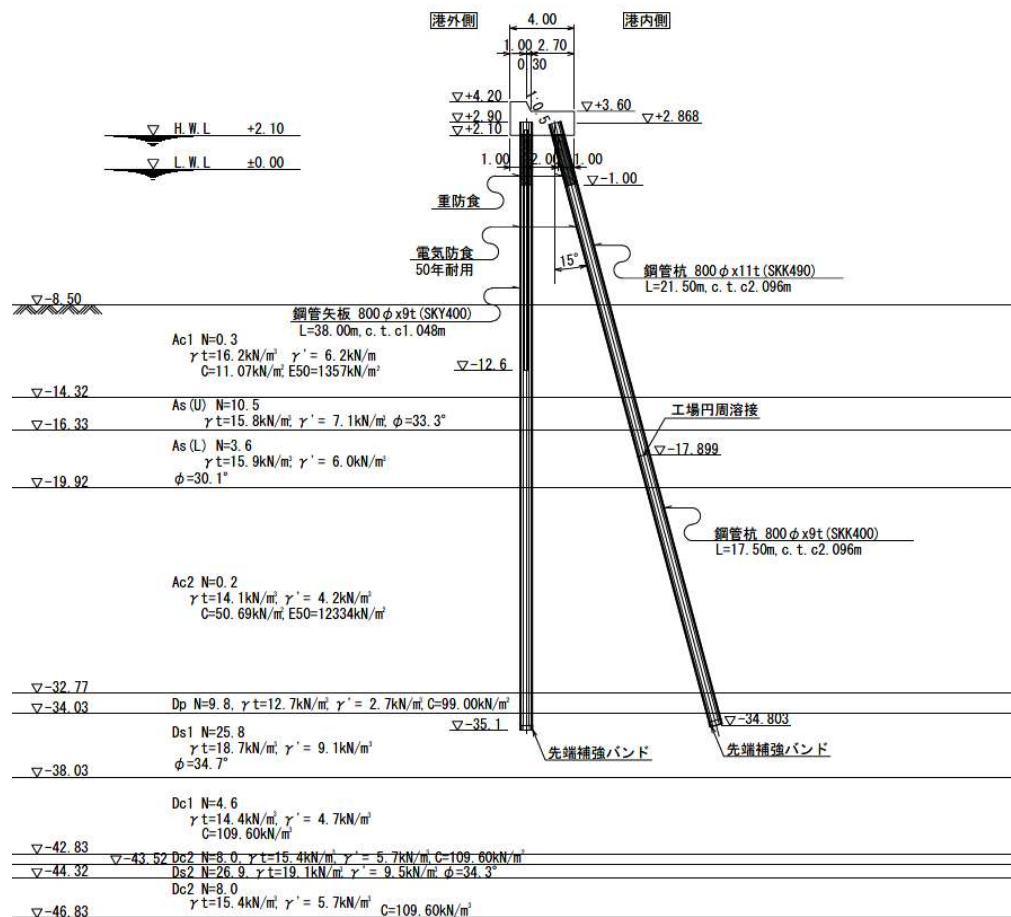 港外側
4.00
港内側
1.00 2.70
0.30
1:0.5
▽+4.20
▽+3.60
▽+2.90
▽+2.868
▽+2.10
▽ H.W.L +2.10
▽ L.W.L ±0.00
1.00 2.00 1.00
▽-1.00
重防食
電気防食
50年耐用
15°
鋼管杭 800φx11t(SKK490)
L=21.50m, c.t.c2.096m
▽-8.50
鋼管矢板 800φx9t(SKY400)
L=38.00m, c.t.c1.048m
Ac1 N=0.3
γt=16.2kN/m³ γ'= 6.2kN/m
C=11.07kN/m², E50=1357kN/m²
▽-12.6
▽-14.32
As(U) N=10.5
γt=15.8kN/m³, γ'= 7.1kN/m³, φ=33.3°
工場円周溶接
▽-16.33
As(L) N=3.6
γt=15.9kN/m³, γ'= 6.0kN/m³
φ=30.1°
▽-17.899
▽-19.92
鋼管杭 800φx9t(SKK400)
L=17.50m, c.t.c2.096m
Ac2 N=0.2
γt=14.1kN/m³, γ'= 4.2kN/m³
C=50.69kN/m², E50=12334kN/m²
▽-32.77
Dp N=9.8, γt=12.7kN/m³, γ'= 2.7kN/m³, C=99.00kN/m²
▽-34.03
▽-35.1
▽-34.803
Ds1 N=25.8
γt=18.7kN/m³, γ'= 9.1kN/m³
φ=34.7°
先端補強バンド
先端補強バンド
▽-38.03
Dc1 N=4.6
γt=14.4kN/m³, γ'= 4.7kN/m³
C=109.60kN/m³
▽-42.83
▽-43.52 Dc2 N=8.0, γt=15.4kN/m³, γ'= 5.7kN/m³, C=109.60kN/m³
▽-44.32
Ds2 N=26.9, γt=19.1kN/m³, γ'= 9.5kN/m³, φ=34.3°
Dc2 N=8.0
γt=15.4kN/m³, γ'= 5.7kN/m³
C=109.60kN/m³
▽-46.83